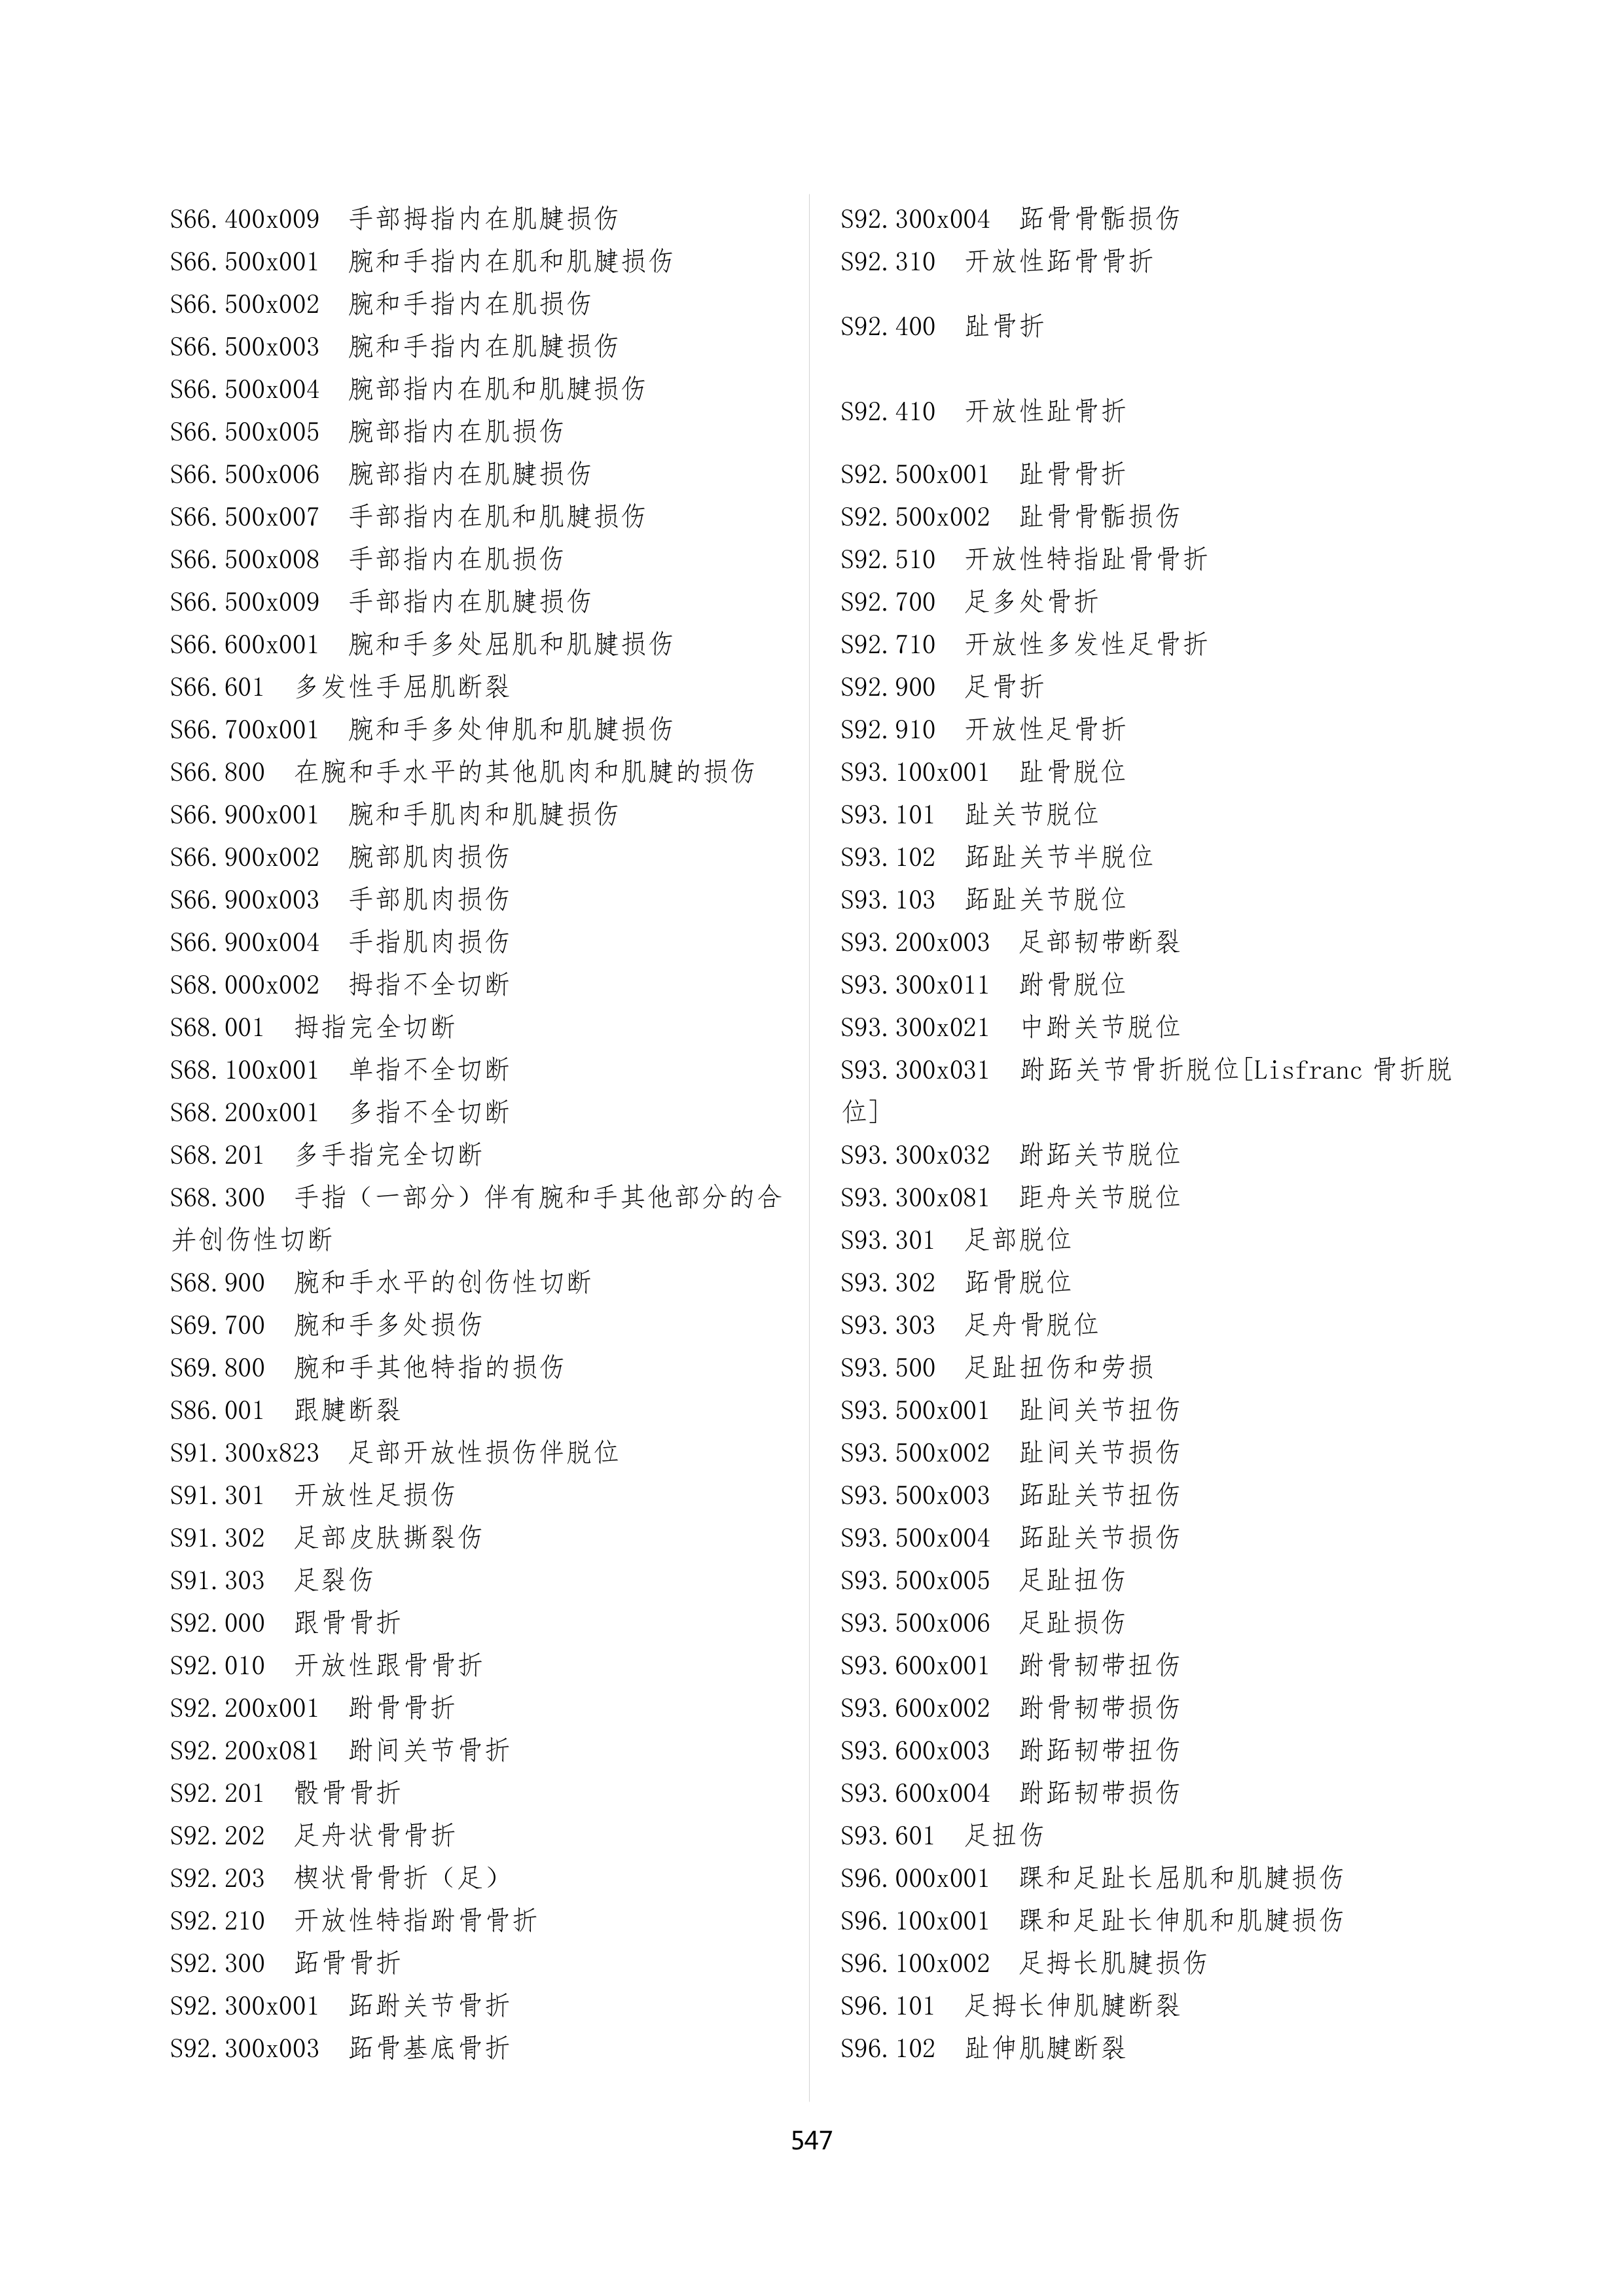 S66.400x009 手部拇指内在肌腱损伤
S66.500x001 腕和手指内在肌和肌腱损伤
S66.500x002 腕和手指内在肌损伤
S66.500x003 腕和手指内在肌腱损伤
S66.500x004 腕部指内在肌和肌腱损伤
S66.500x005 腕部指内在肌损伤
S66.500x006 腕部指内在肌腱损伤
S66.500x007 手部指内在肌和肌腱损伤
S66.500x008 手部指内在肌损伤
S66.500x009 手部指内在肌腱损伤
S66.600x001 腕和手多处屈肌和肌腱损伤
S66.601 多发性手屈肌断裂
S66.700x001 腕和手多处伸肌和肌腱损伤
S66.800 在腕和手水平的其他肌肉和肌腱的损伤
S66.900x001 腕和手肌肉和肌腱损伤
S66.900x002 腕部肌肉损伤
S66.900x003 手部肌肉损伤
S66.900x004 手指肌肉损伤
S68.000x002 拇指不全切断
S68.001 拇指完全切断
S68.100x001 单指不全切断
S68.200x001 多指不全切断
S68.201 多手指完全切断
S68.300 手指（一部分）伴有腕和手其他部分的合
并创伤性切断
S68.900 腕和手水平的创伤性切断
S69.700 腕和手多处损伤
S69.800 腕和手其他特指的损伤
S86.001 跟腱断裂
S91.300x823 足部开放性损伤伴脱位
S91.301 开放性足损伤
S91.302 足部皮肤撕裂伤
S91.303 足裂伤
S92.000 跟骨骨折
S92.010 开放性跟骨骨折
S92.200x001 跗骨骨折
S92.200x081 跗间关节骨折
S92.201 骰骨骨折
S92.202 足舟状骨骨折
S92.203 楔状骨骨折（足）
S92.210 开放性特指跗骨骨折
S92.300 跖骨骨折
S92.300x001 跖跗关节骨折
S92.300x003 跖骨基底骨折
S92.300x004 跖骨骨骺损伤
S92.310 开放性跖骨骨折
S92.400 趾骨折
S92.410 开放性趾骨折
S92.500x001 趾骨骨折
S92.500x002 趾骨骨骺损伤
S92.510 开放性特指趾骨骨折
S92.700 足多处骨折
S92.710 开放性多发性足骨折
S92.900 足骨折
S92.910 开放性足骨折
S93.100x001 趾骨脱位
S93.101 趾关节脱位
S93.102 跖趾关节半脱位
S93.103 跖趾关节脱位
S93.200x003 足部韧带断裂
S93.300x011 跗骨脱位
S93.300x021 中跗关节脱位
S93.300x031 跗跖关节骨折脱位[Lisfranc 骨折脱
位]
S93.300x032 跗跖关节脱位
S93.300x081 距舟关节脱位
S93.301 足部脱位
S93.302 跖骨脱位
S93.303 足舟骨脱位
S93.500 足趾扭伤和劳损
S93.500x001 趾间关节扭伤
S93.500x002 趾间关节损伤
S93.500x003 跖趾关节扭伤
S93.500x004 跖趾关节损伤
S93.500x005 足趾扭伤
S93.500x006 足趾损伤
S93.600x001 跗骨韧带扭伤
S93.600x002 跗骨韧带损伤
S93.600x003 跗跖韧带扭伤
S93.600x004 跗跖韧带损伤
S93.601 足扭伤
S96.000x001 踝和足趾长屈肌和肌腱损伤
S96.100x001 踝和足趾长伸肌和肌腱损伤
S96.100x002 足拇长肌腱损伤
S96.101 足拇长伸肌腱断裂
S96.102 趾伸肌腱断裂
547